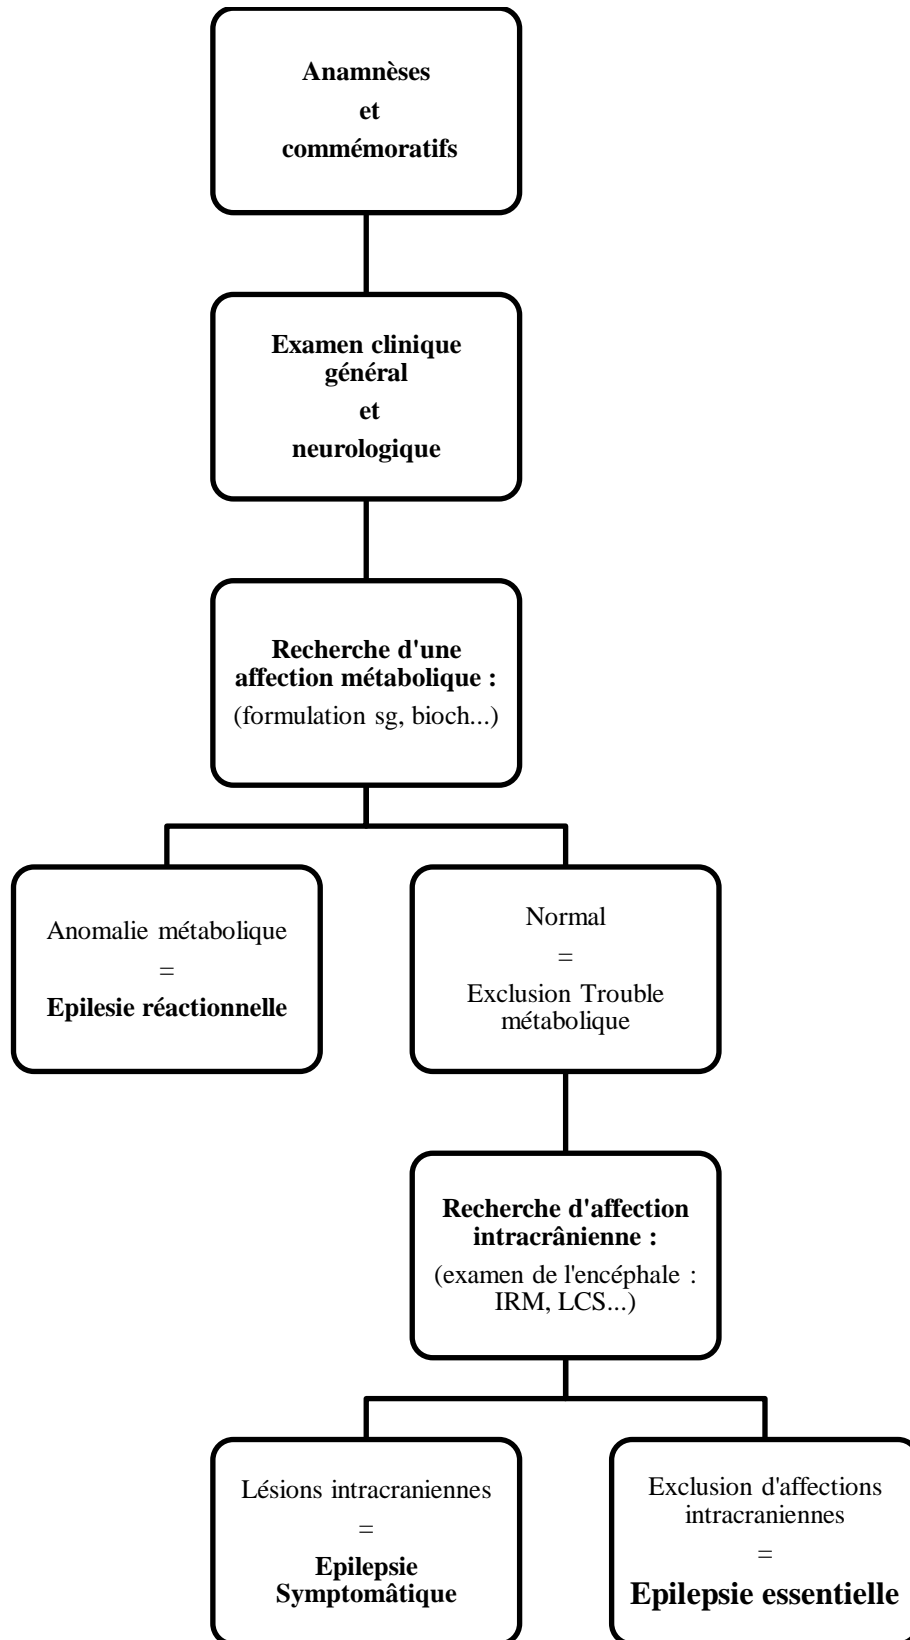 Anamnèses
et
commémoratifs
Examen clinique
général
et
neurologique
Recherche d'une
affection métabolique :
(formulation sg, bioch...)
Anomalie métabolique
=
Epilesie réactionnelle
Normal
=
Exclusion Trouble
métabolique
Recherche d'affection
intracrânienne :
(examen de l'encéphale :
IRM, LCS...)
Lésions intracraniennes
=
Epilepsie
Symptomâtique
Exclusion d'affections
intracraniennes
=
Epilepsie essentielle